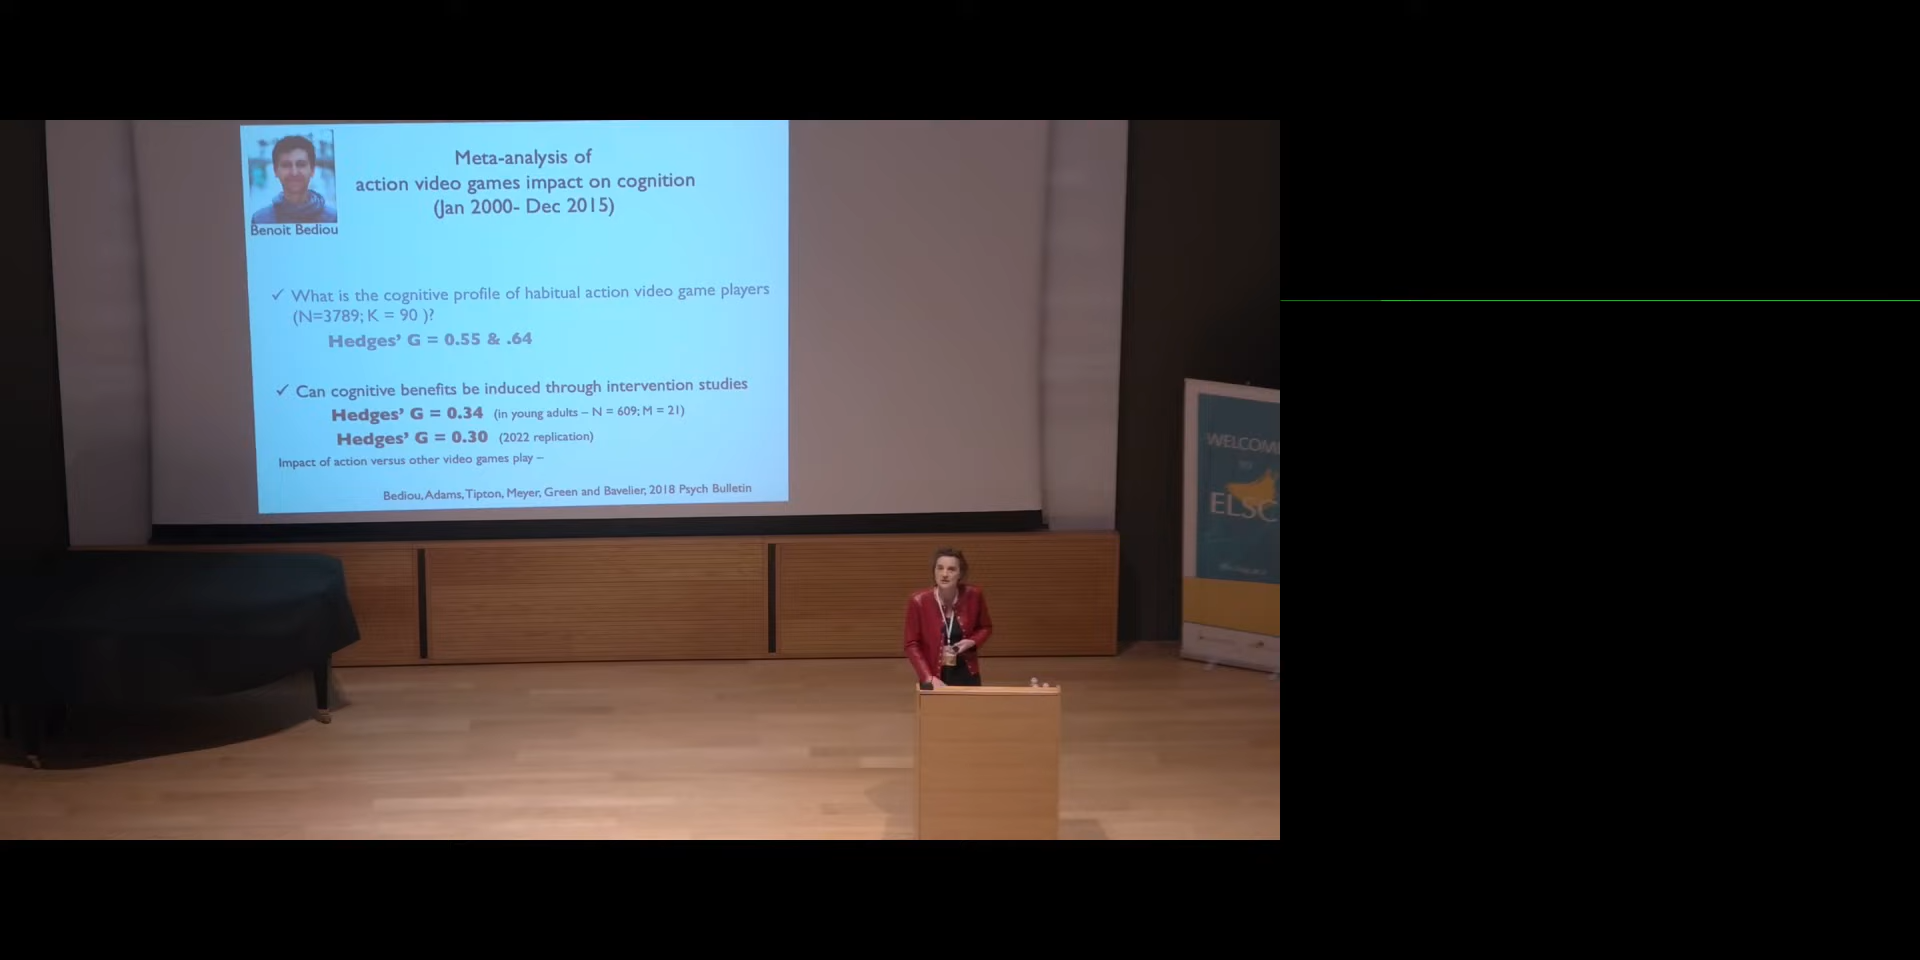 Meta-analysis of
action video games impact on cognition
(Jan 2000- Dec 2015)
Benoit Bediou
✓ What is the cognitive profile of habitual action video game players
(N=3789; K = 90 )?
Hedges' G = 0.55 & .64
✓ Can cognitive benefits be induced through intervention studies
Hedges' G = 0.34 (in young adults – N = 609; M = 21)
Hedges' G = 0.30 (2022 replication)
Impact of action versus other video games play –
Bediou, Adams, Tipton, Meyer, Green and Bavelier, 2018 Psych Bulletin
WELCOME
TO
ELSC